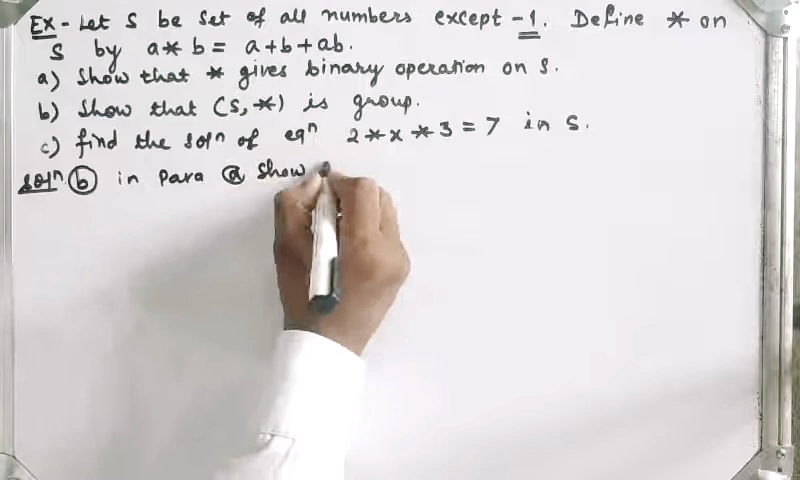 Ex - Let S be set of all numbers except -1. Define * on
S by a * b = a+b+ab.
a) Show that * gives binary operation on S.
b) Show that (S, *) is group.
c) find the solⁿ of eqⁿ 2 * x * 3 = 7 in S.
solⁿ (b) in Para (a) show